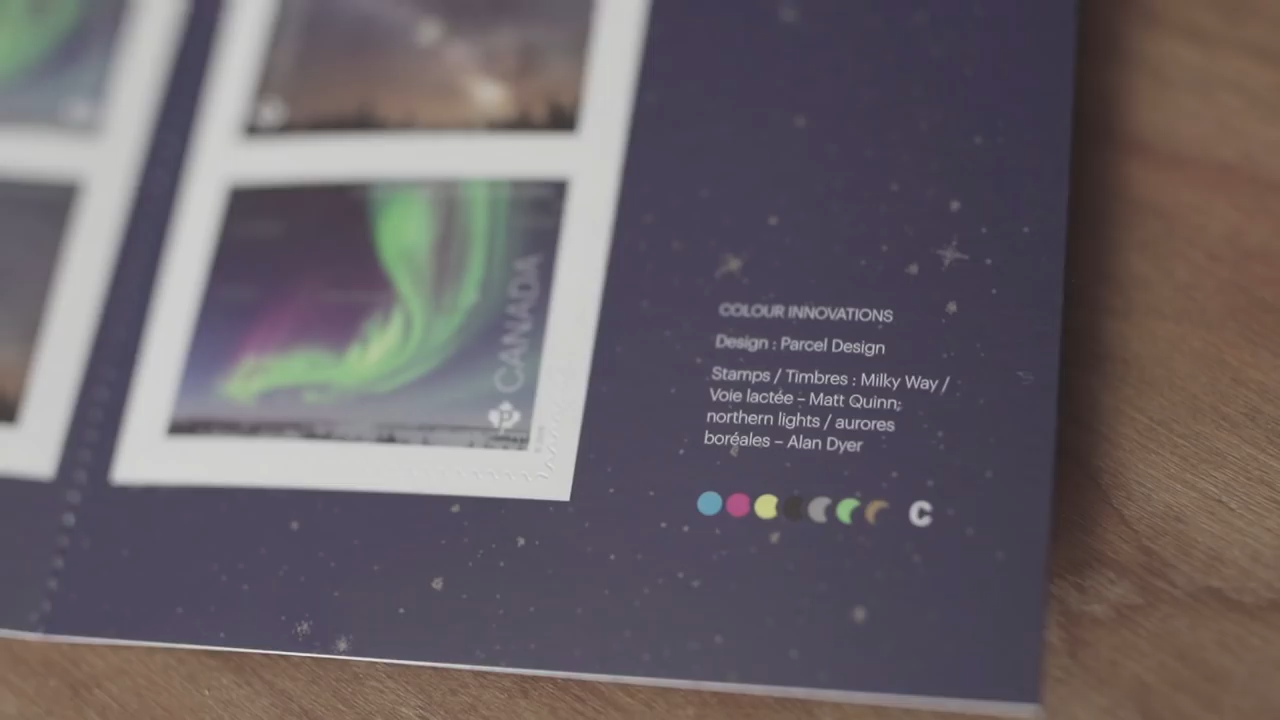 CANADA
P
COLOUR INNOVATIONS
Design : Parcel Design
Stamps / Timbres : Milky Way /
Voie lactée – Matt Quinn;
northern lights / aurores
boréales – Alan Dyer
C